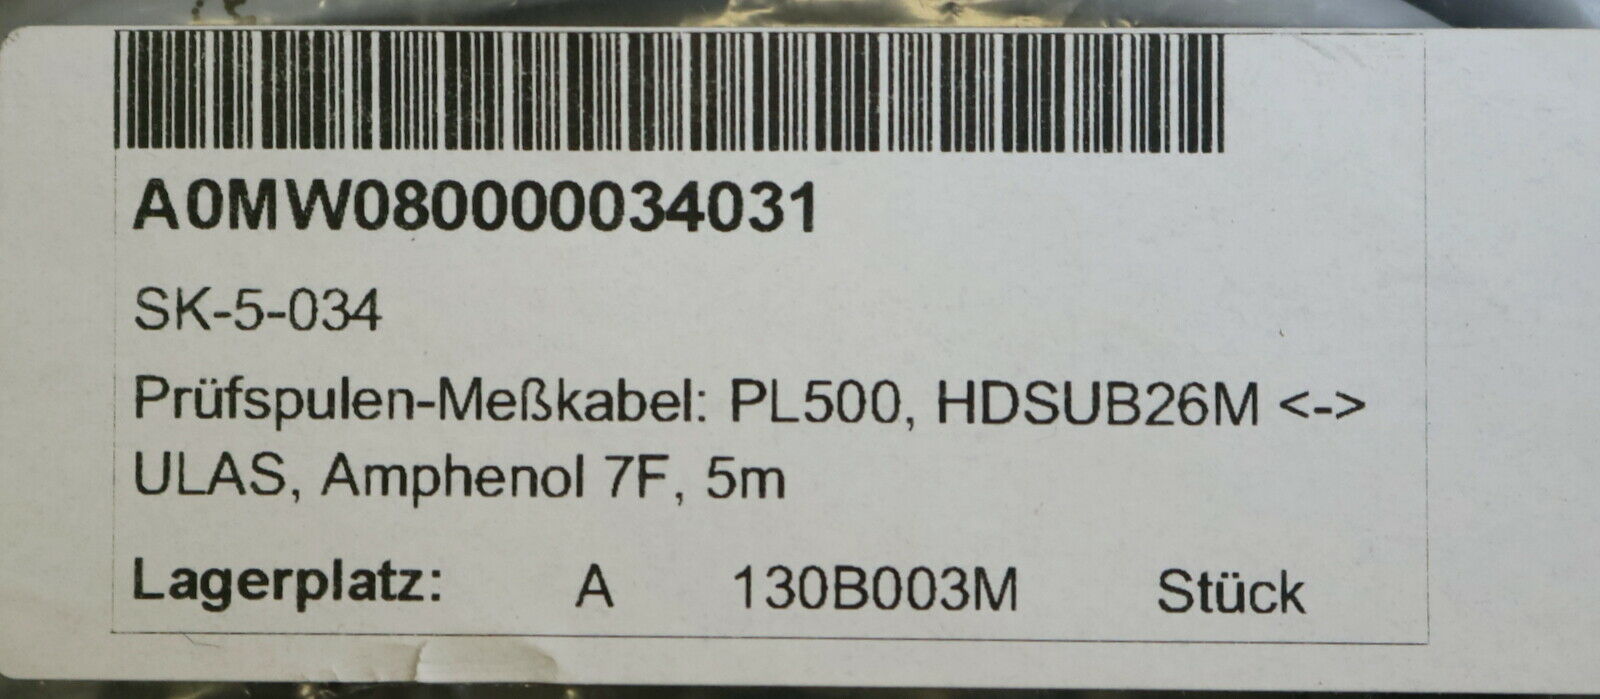 A0MW080000034031
SK-5-034
Prüfspulen-Meßkabel: PL500, HDSUB26M <->
ULAS, Amphenol 7F, 5m
Lagerplatz: A 130B003M Stück